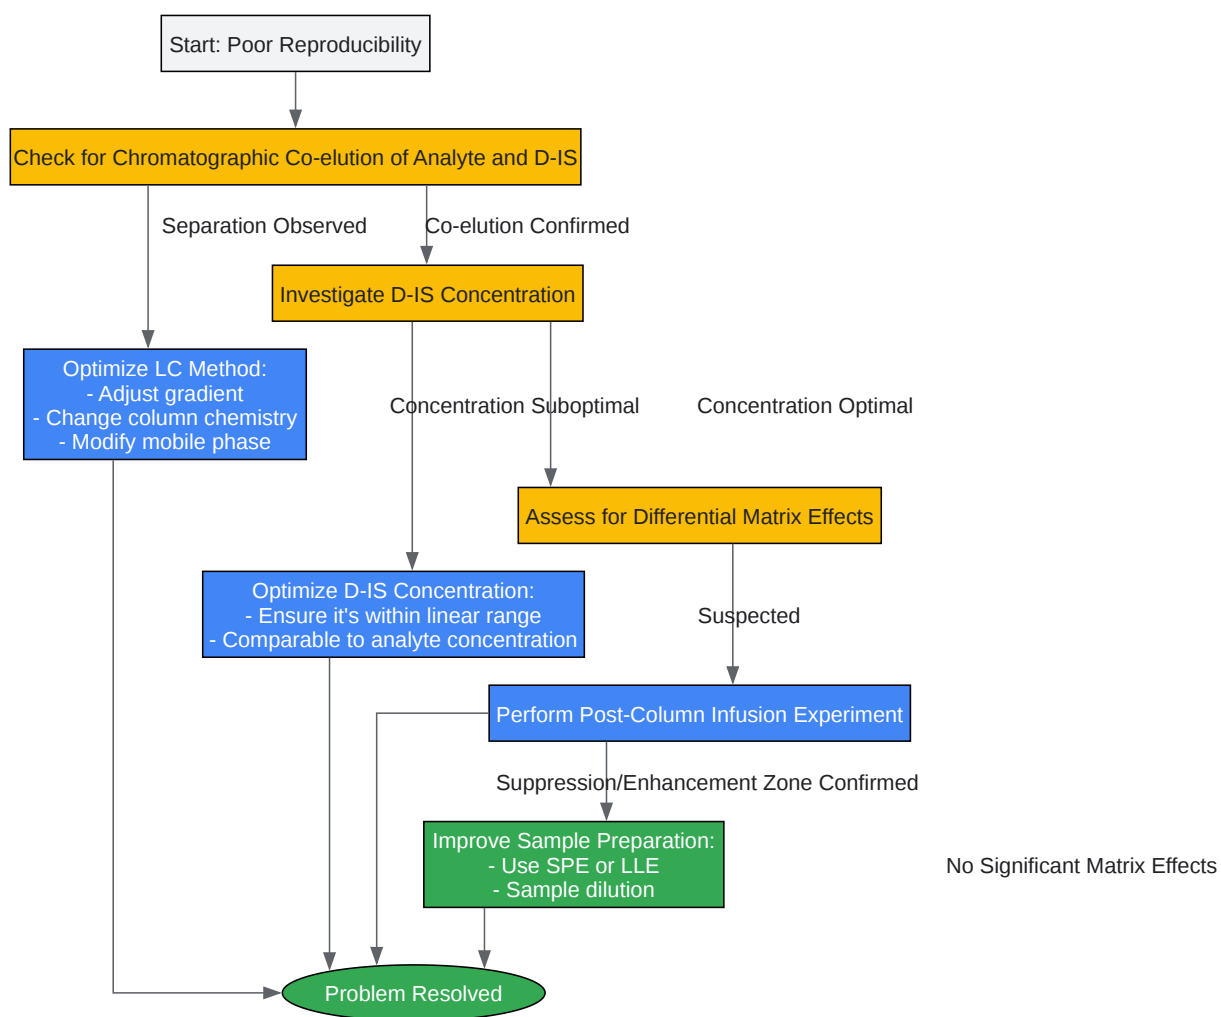 Start: Poor Reproducibility
Check for Chromatographic Co-elution of Analyte and D-IS
Separation Observed
Co-elution Confirmed
Investigate D-IS Concentration
Optimize LC Method:
- Adjust gradient
- Change column chemistry
- Modify mobile phase
Concentration Suboptimal
Concentration Optimal
Assess for Differential Matrix Effects
Optimize D-IS Concentration:
- Ensure it's within linear range
- Comparable to analyte concentration
Suspected
Perform Post-Column Infusion Experiment
Suppression/Enhancement Zone Confirmed
Improve Sample Preparation:
- Use SPE or LLE
- Sample dilution
No Significant Matrix Effects
Problem Resolved